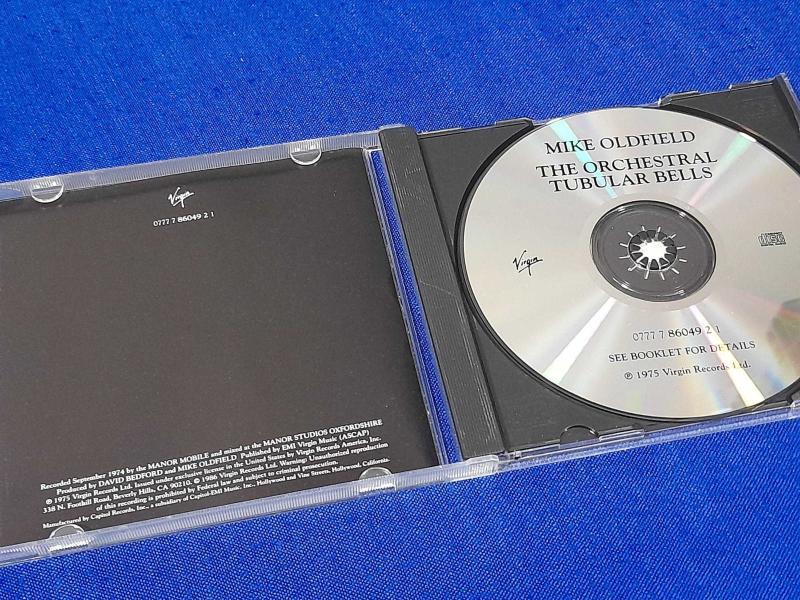 Virgin
0777 7 86049 2 1
Recorded September 1974 by the MANOR MOBILE and mixed at the MANOR STUDIOS OXFORDSHIRE
Produced by DAVID BEDFORD and MIKE OLDFIELD Published by EMI Virgin Music (ASCAP)
℗ 1975 Virgin Records Ltd. Issued under exclusive license in the United States by Virgin Records America, Inc.
338 N. Foothill Road, Beverly Hills, CA 90210. © 1986 Virgin Records Ltd. Warning: Unauthorized reproduction
of this recording is prohibited by Federal law and subject to criminal prosecution.
Manufactured by Capitol Records, Inc., a subsidiary of Capitol-EMI Music, Inc., Hollywood and Vine Streets, Hollywood, California.
MIKE OLDFIELD
THE ORCHESTRAL
TUBULAR BELLS
Virgin
0777 7 86049 2 1
SEE BOOKLET FOR DETAILS
℗ 1975 Virgin Records Ltd.